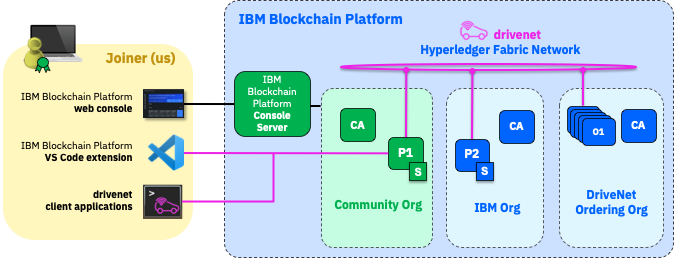 IBM Blockchain Platform
drivenet
Hyperledger Fabric Network
Joiner (us)
IBM Blockchain Platform
web console
IBM
Blockchain
Platform
Console
Server
IBM Blockchain Platform
VS Code extension
drivenet
client applications
>_
CA
P1
S
Community Org
CA
P2
S
IBM Org
O1
CA
DriveNet
Ordering Org